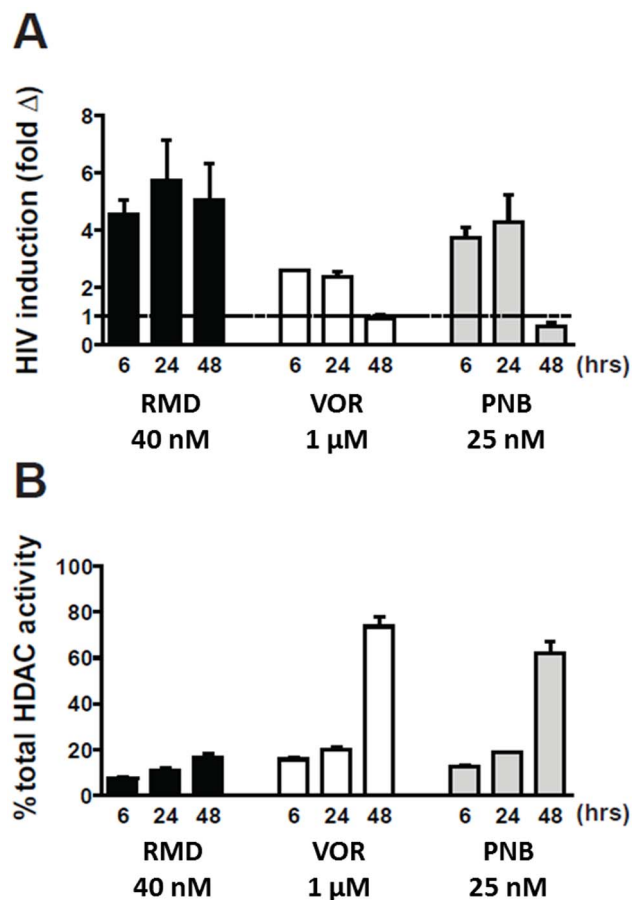 A
HIV induction (fold Δ)
8
6
4
2
1
0
6 24 48 6 24 48 6 24 48 (hrs)
RMD VOR PNB
40 nM 1 µM 25 nM
B
% total HDAC activity
100
80
60
40
20
0
6 24 48 6 24 48 6 24 48 (hrs)
RMD VOR PNB
40 nM 1 µM 25 nM